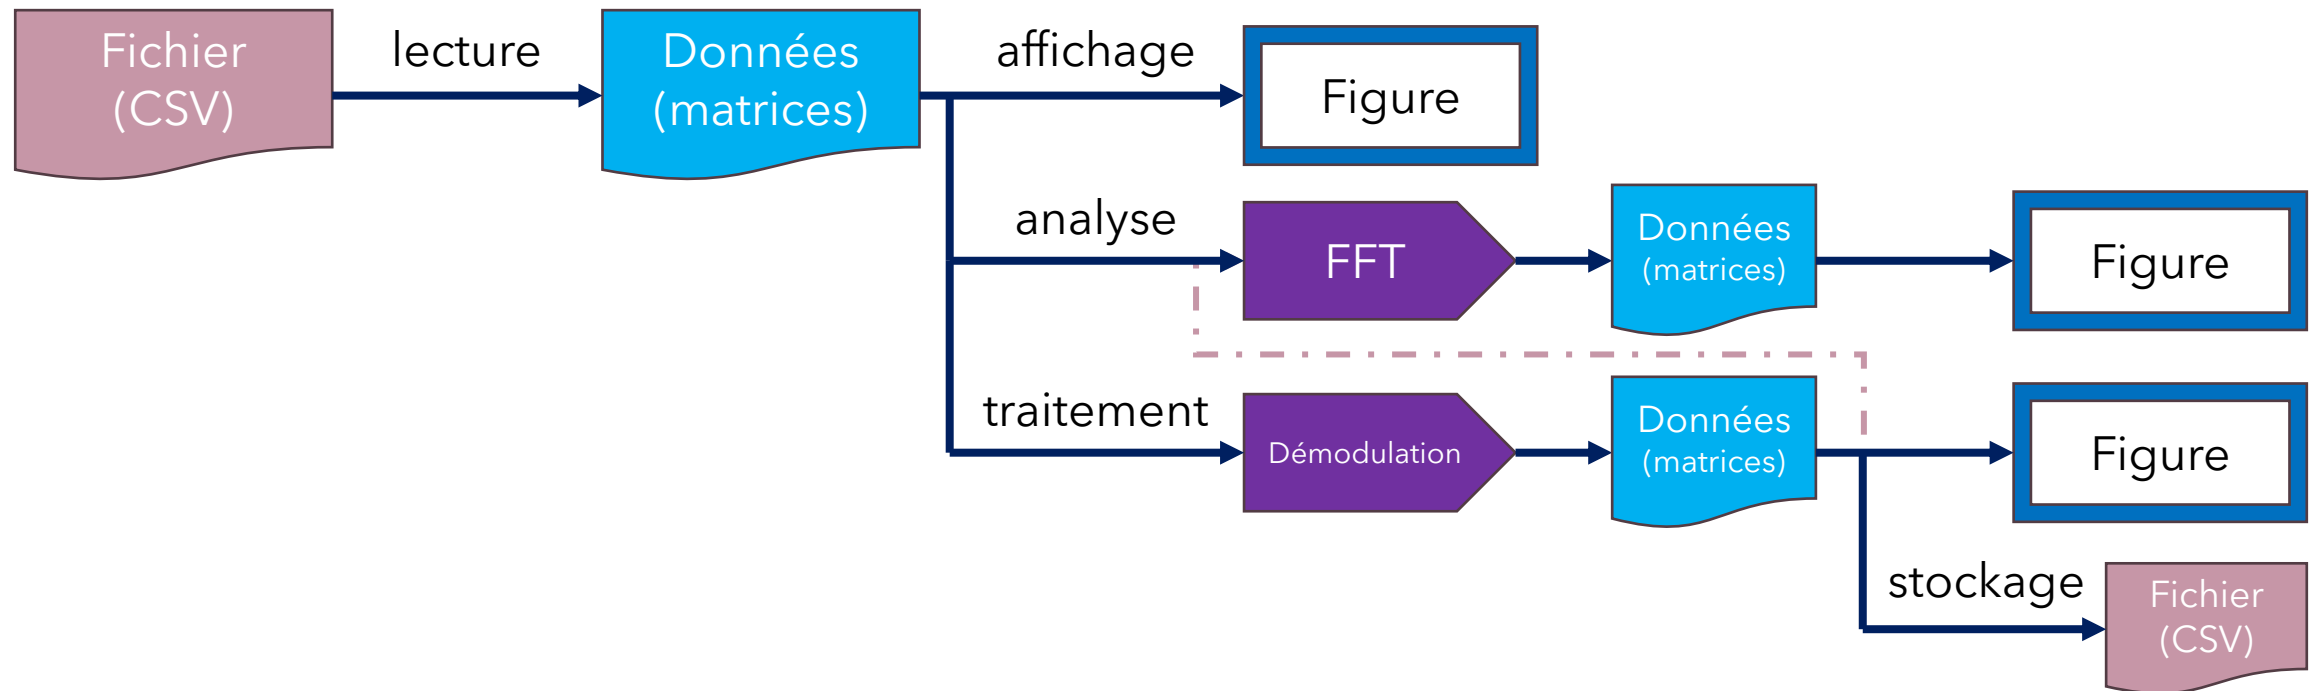 Fichier
(CSV)
lecture
Données
(matrices)
affichage
Figure
analyse
FFT
Données
(matrices)
Figure
traitement
Démodulation
Données
(matrices)
Figure
stockage
Fichier
(CSV)